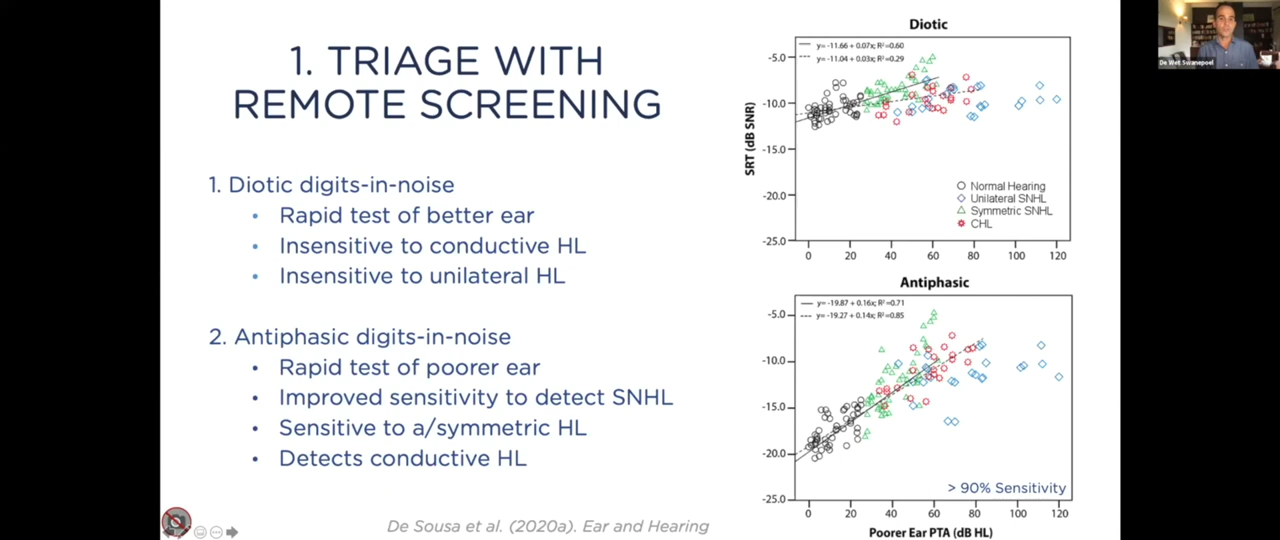 1. TRIAGE WITH
REMOTE SCREENING
1. Diotic digits-in-noise
• Rapid test of better ear
• Insensitive to conductive HL
• Insensitive to unilateral HL
2. Antiphasic digits-in-noise
• Rapid test of poorer ear
• Improved sensitivity to detect SNHL
• Sensitive to a/symmetric HL
• Detects conductive HL
De Sousa et al. (2020a). Ear and Hearing
Diotic
y= -11.66 + 0.07x; R²=0.60
y= -11.04 + 0.03x; R²=0.29
-5.0
-10.0
-15.0
-20.0
-25.0
SRT (dB SNR)
Normal Hearing
Unilateral SNHL
Symmetric SNHL
CHL
0 20 40 60 80 100 120
Antiphasic
y= -19.87 + 0.16x; R²=0.71
y= -19.27 + 0.14x; R²=0.85
-5.0
-10.0
-15.0
-20.0
-25.0
> 90% Sensitivity
0 20 40 60 80 100 120
Poorer Ear PTA (dB HL)
De Wet Swanepoel